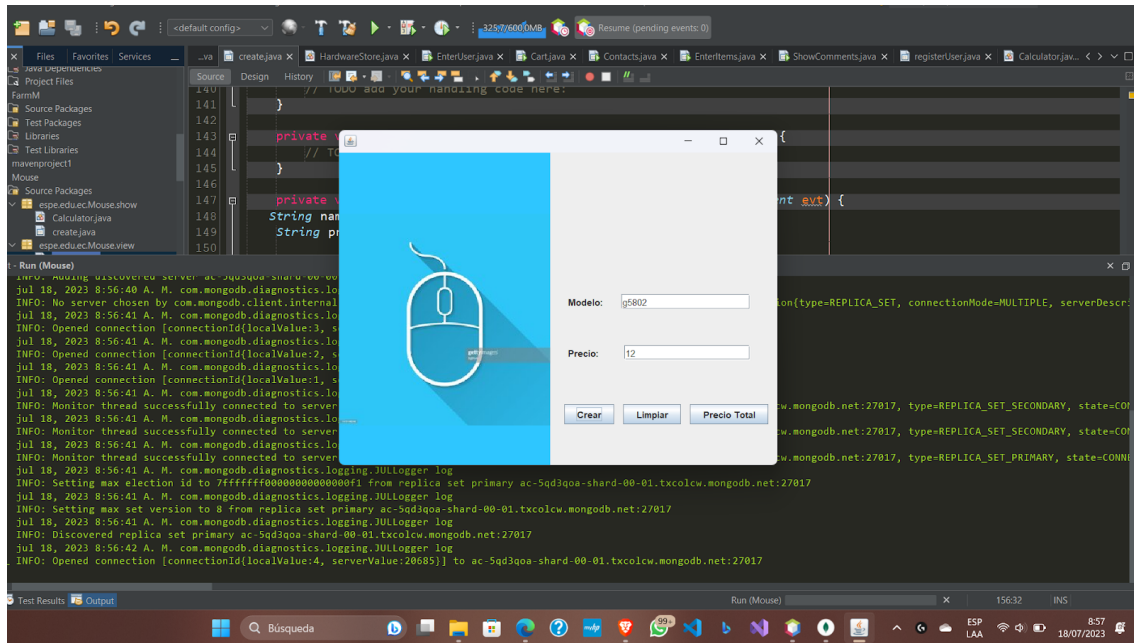 <default config>
325,7/600,0MB
Resume (pending events: 0)
Files Favorites Services
...va create.java HardwareStore.java EnterUser.java Cart.java Contacts.java EnterItems.java ShowComments.java registerUser.java Calculator.jav...
Source Design History
Java Dependencies
Project Files
FarmM
Source Packages
Test Packages
Libraries
Test Libraries
mavenproject1
Mouse
Source Packages
espe.edu.ec.Mouse.show
Calculator.java
create.java
espe.edu.ec.Mouse.view
140 // TODO add your handling code here:
141 }
142
143 private {
144 // TO
145 }
146
147 private nt evt) {
148 String nam
149 String pr
150
Modelo: g5802
Precio: 12
Crear Limpiar Precio Total
t - Run (Mouse)
INFO: Adding discovered server ac-5qd3qoa-shard-00-00
jul 18, 2023 8:56:40 A. M. com.mongodb.diagnostics.lo
INFO: No server chosen by com.mongodb.client.internal ion{type=REPLICA_SET, connectionMode=MULTIPLE, serverDescri
jul 18, 2023 8:56:41 A. M. com.mongodb.diagnostics.lo
INFO: Opened connection [connectionId{localValue:3, s
jul 18, 2023 8:56:41 A. M. com.mongodb.diagnostics.lo
INFO: Opened connection [connectionId{localValue:2, s
jul 18, 2023 8:56:41 A. M. com.mongodb.diagnostics.lo
INFO: Opened connection [connectionId{localValue:1, s
jul 18, 2023 8:56:41 A. M. com.mongodb.diagnostics.lo
INFO: Monitor thread successfully connected to server cw.mongodb.net:27017, type=REPLICA_SET_SECONDARY, state=CON
jul 18, 2023 8:56:41 A. M. com.mongodb.diagnostics.lo
INFO: Monitor thread successfully connected to server cw.mongodb.net:27017, type=REPLICA_SET_SECONDARY, state=CON
jul 18, 2023 8:56:41 A. M. com.mongodb.diagnostics.lo
INFO: Monitor thread successfully connected to server cw.mongodb.net:27017, type=REPLICA_SET_PRIMARY, state=CONNE
jul 18, 2023 8:56:41 A. M. com.mongodb.diagnostics.logging.JULLogger log
INFO: Setting max election id to 7fffffff00000000000000f1 from replica set primary ac-5qd3qoa-shard-00-01.txcolcw.mongodb.net:27017
jul 18, 2023 8:56:41 A. M. com.mongodb.diagnostics.logging.JULLogger log
INFO: Setting max set version to 8 from replica set primary ac-5qd3qoa-shard-00-01.txcolcw.mongodb.net:27017
jul 18, 2023 8:56:41 A. M. com.mongodb.diagnostics.logging.JULLogger log
INFO: Discovered replica set primary ac-5qd3qoa-shard-00-01.txcolcw.mongodb.net:27017
jul 18, 2023 8:56:42 A. M. com.mongodb.diagnostics.logging.JULLogger log
INFO: Opened connection [connectionId{localValue:4, serverValue:20685}] to ac-5qd3qoa-shard-00-01.txcolcw.mongodb.net:27017
Test Results Output
Run (Mouse)
156:32 INS
Búsqueda
99+
ESP
LAA
8:57
18/07/2023